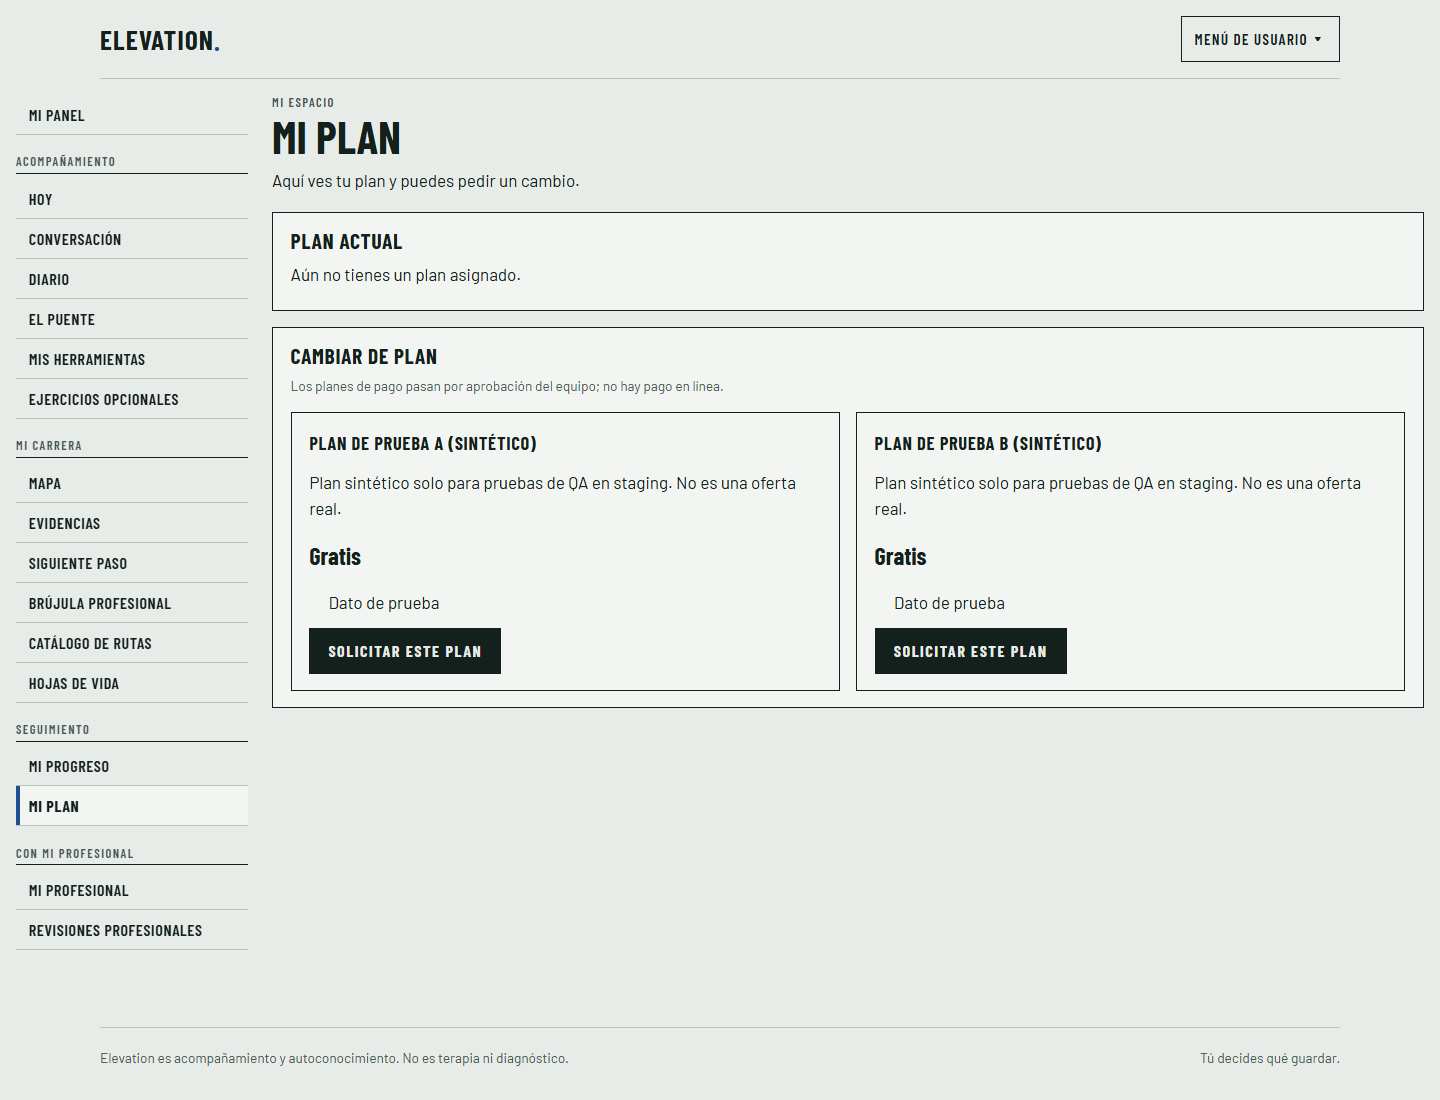 ELEVATION.
MENÚ DE USUARIO
MI PANEL
ACOMPAÑAMIENTO
HOY
CONVERSACIÓN
DIARIO
EL PUENTE
MIS HERRAMIENTAS
EJERCICIOS OPCIONALES
MI CARRERA
MAPA
EVIDENCIAS
SIGUIENTE PASO
BRÚJULA PROFESIONAL
CATÁLOGO DE RUTAS
HOJAS DE VIDA
SEGUIMIENTO
MI PROGRESO
MI PLAN
CON MI PROFESIONAL
MI PROFESIONAL
REVISIONES PROFESIONALES
MI ESPACIO
MI PLAN
Aquí ves tu plan y puedes pedir un cambio.
PLAN ACTUAL
Aún no tienes un plan asignado.
CAMBIAR DE PLAN
Los planes de pago pasan por aprobación del equipo; no hay pago en línea.
PLAN DE PRUEBA A (SINTÉTICO)
Plan sintético solo para pruebas de QA en staging. No es una oferta
real.
Gratis
Dato de prueba
SOLICITAR ESTE PLAN
PLAN DE PRUEBA B (SINTÉTICO)
Plan sintético solo para pruebas de QA en staging. No es una oferta
real.
Gratis
Dato de prueba
SOLICITAR ESTE PLAN
Elevation es acompañamiento y autoconocimiento. No es terapia ni diagnóstico.
Tú decides qué guardar.